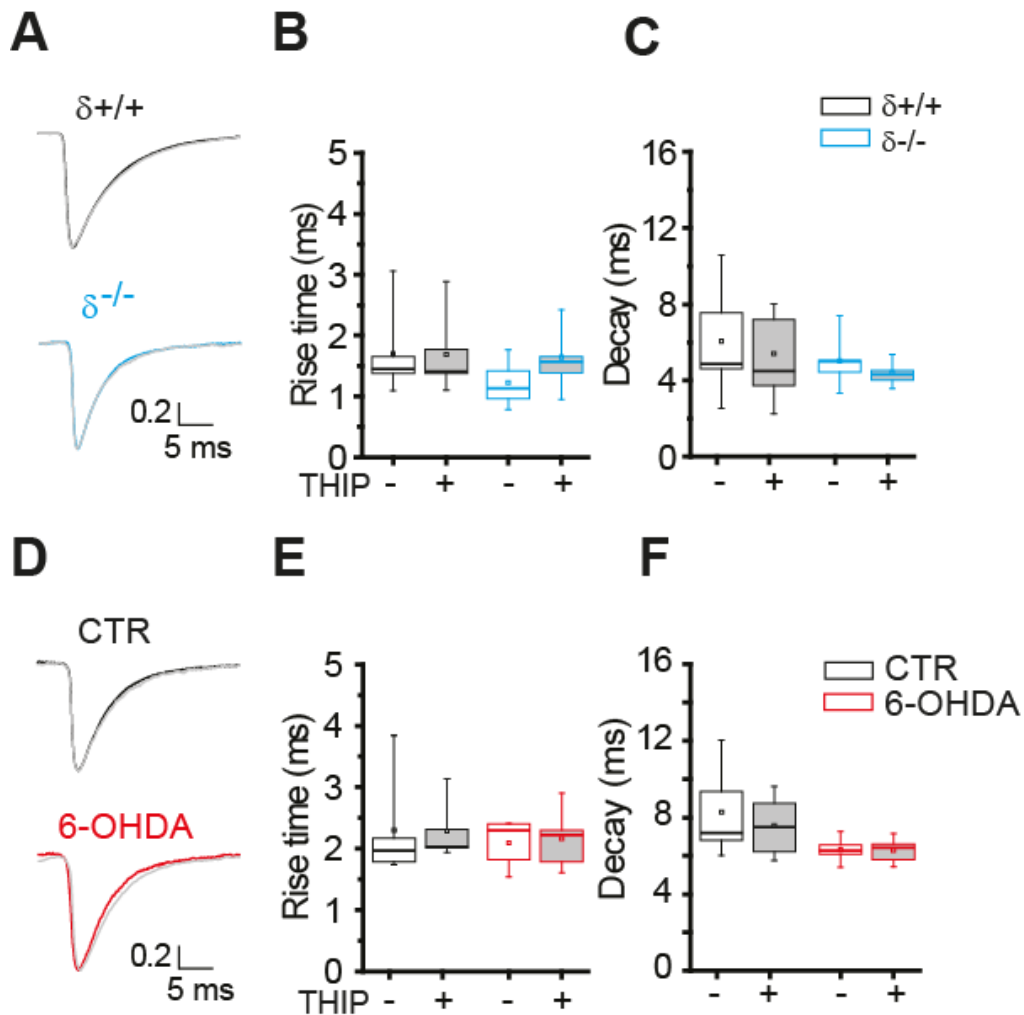 A
δ+/+
δ-/-
0.2
5 ms
B
Rise time (ms)
5
4
3
2
1
0
THIP - + - +
C
δ+/+
δ-/-
Decay (ms)
16
12
8
4
0
- + - +
D
CTR
6-OHDA
0.2
5 ms
E
Rise time (ms)
5
4
3
2
1
0
THIP - + - +
F
CTR
6-OHDA
Decay (ms)
16
12
8
4
0
- + - +